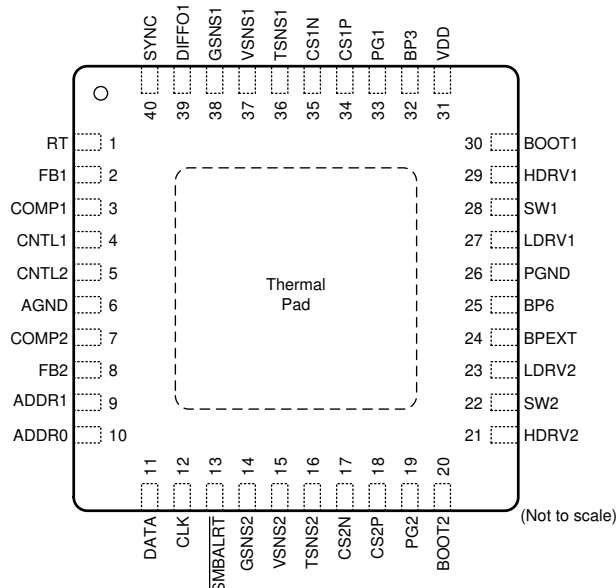 SYNC
DIFFO1
GSNS1
VSNS1
TSNS1
CS1N
CS1P
PG1
BP3
VDD
40
39
38
37
36
35
34
33
32
31
RT 1
FB1 2
COMP1 3
CNTL1 4
CNTL2 5
AGND 6
COMP2 7
FB2 8
ADDR1 9
ADDR0 10
Thermal
Pad
30 BOOT1
29 HDRV1
28 SW1
27 LDRV1
26 PGND
25 BP6
24 BPEXT
23 LDRV2
22 SW2
21 HDRV2
11
12
13
14
15
16
17
18
19
20
DATA
CLK
SMBALRT
GSNS2
VSNS2
TSNS2
CS2N
CS2P
PG2
BOOT2
(Not to scale)